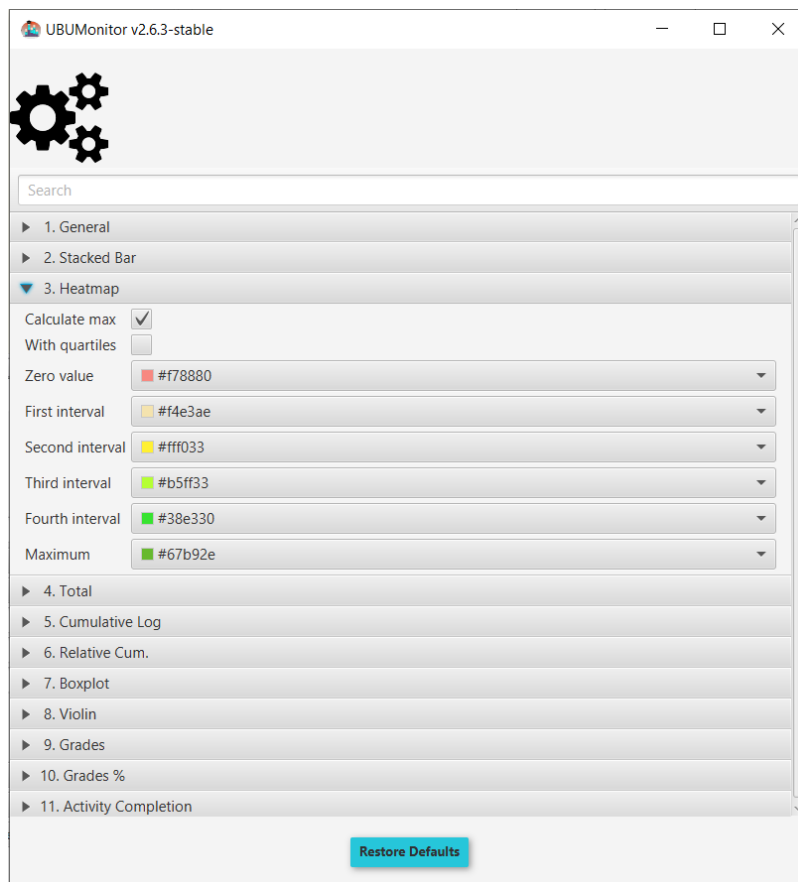 UBUMonitor v2.6.3-stable
Search
1. General
2. Stacked Bar
3. Heatmap
Calculate max
With quartiles
Zero value #f78880
First interval #f4e3ae
Second interval #fff033
Third interval #b5ff33
Fourth interval #38e330
Maximum #67b92e
4. Total
5. Cumulative Log
6. Relative Cum.
7. Boxplot
8. Violin
9. Grades
10. Grades %
11. Activity Completion
Restore Defaults